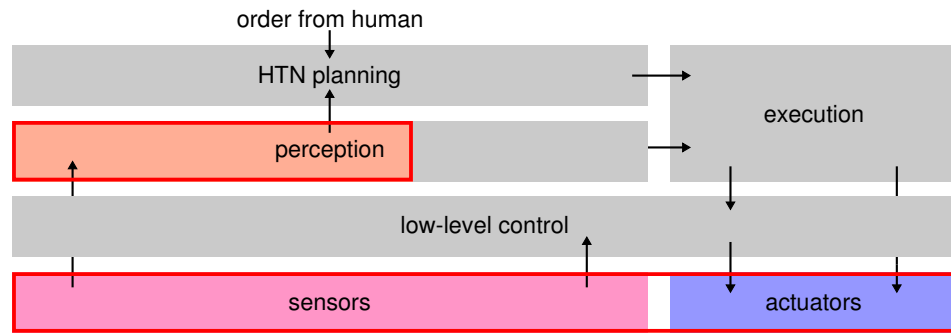 order from human
HTN planning
execution
perception
low-level control
sensors
actuators